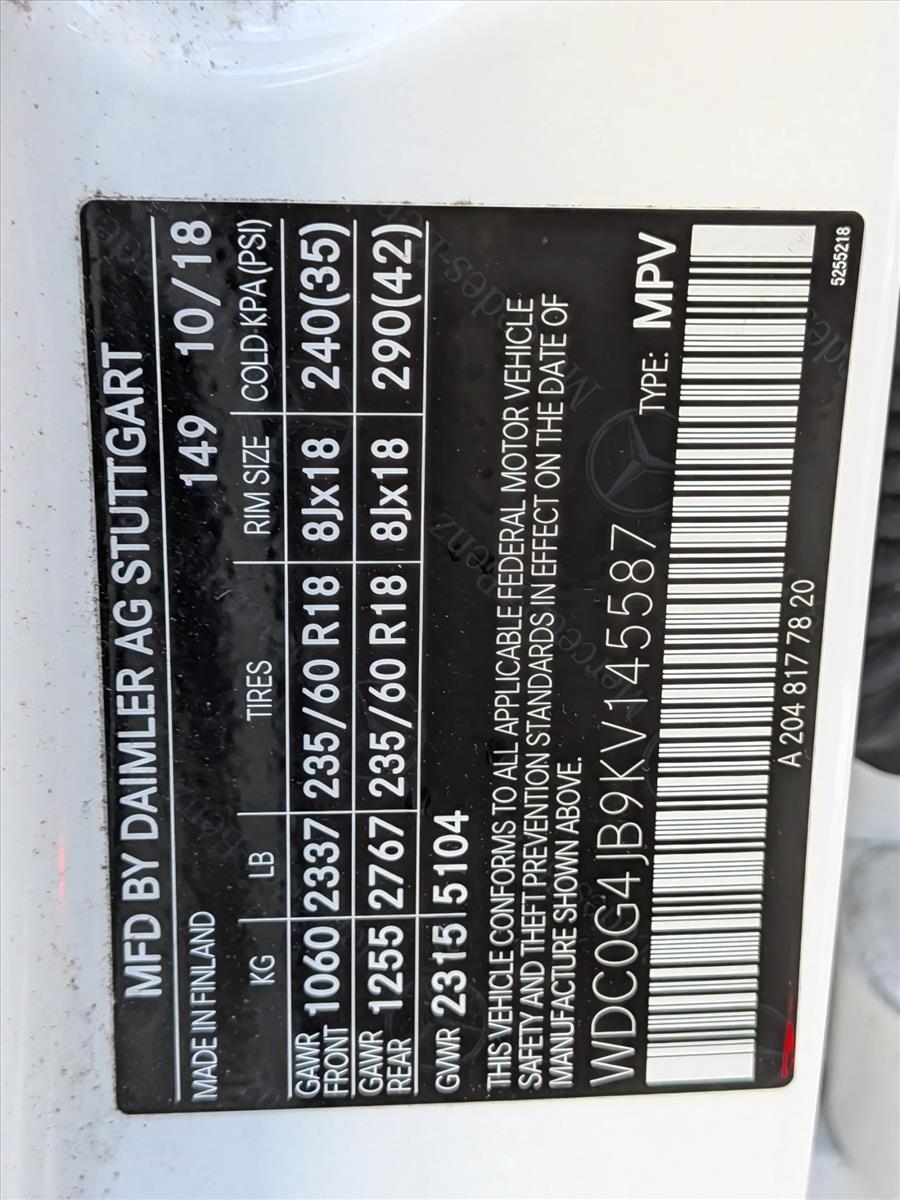 MFD BY DAIMLER AG STUTTGART
MADE IN FINLAND 149 10/18
KG LB TIRES RIM SIZE COLD KPA (PSI)
GAWR FRONT 1060 2337 235/60 R18 8Jx18 240(35)
GAWR REAR 1255 2767 235/60 R18 8Jx18 290(42)
GVWR 2315 5104
THIS VEHICLE CONFORMS TO ALL APPLICABLE FEDERAL MOTOR VEHICLE
SAFETY AND THEFT PREVENTION STANDARDS IN EFFECT ON THE DATE OF
MANUFACTURE SHOWN ABOVE.
WDC0G4JB9KV14587 TYPE: MPV
A 204 817 78 20
5255218